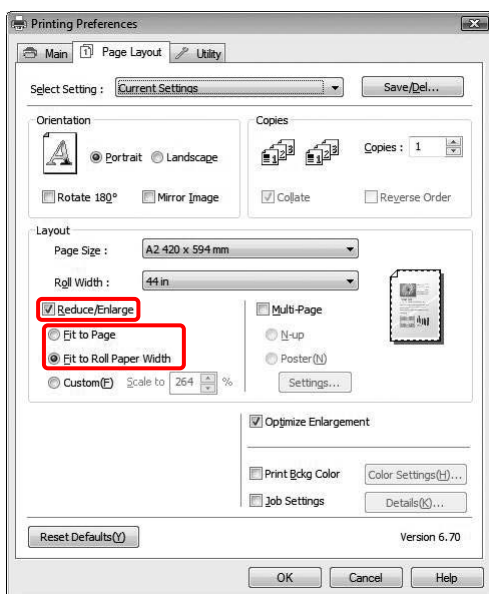 Printing Preferences
Main Page Layout Utility
Select Setting : Current Settings Save/Del...
Orientation
Portrait Landscape
Rotate 180° Mirror Image
Copies
Copies : 1
Collate Reverse Order
Layout
Page Size : A2 420 x 594 mm
Roll Width : 44 in
Reduce/Enlarge
Fit to Page
Fit to Roll Paper Width
Custom(F) Scale to 264 %
Multi-Page
N-up
Poster(N)
Settings...
Optimize Enlargement
Print Bckg Color Color Settings(H)...
Job Settings Details(K)...
Reset Defaults(Y) Version 6.70
OK Cancel Help